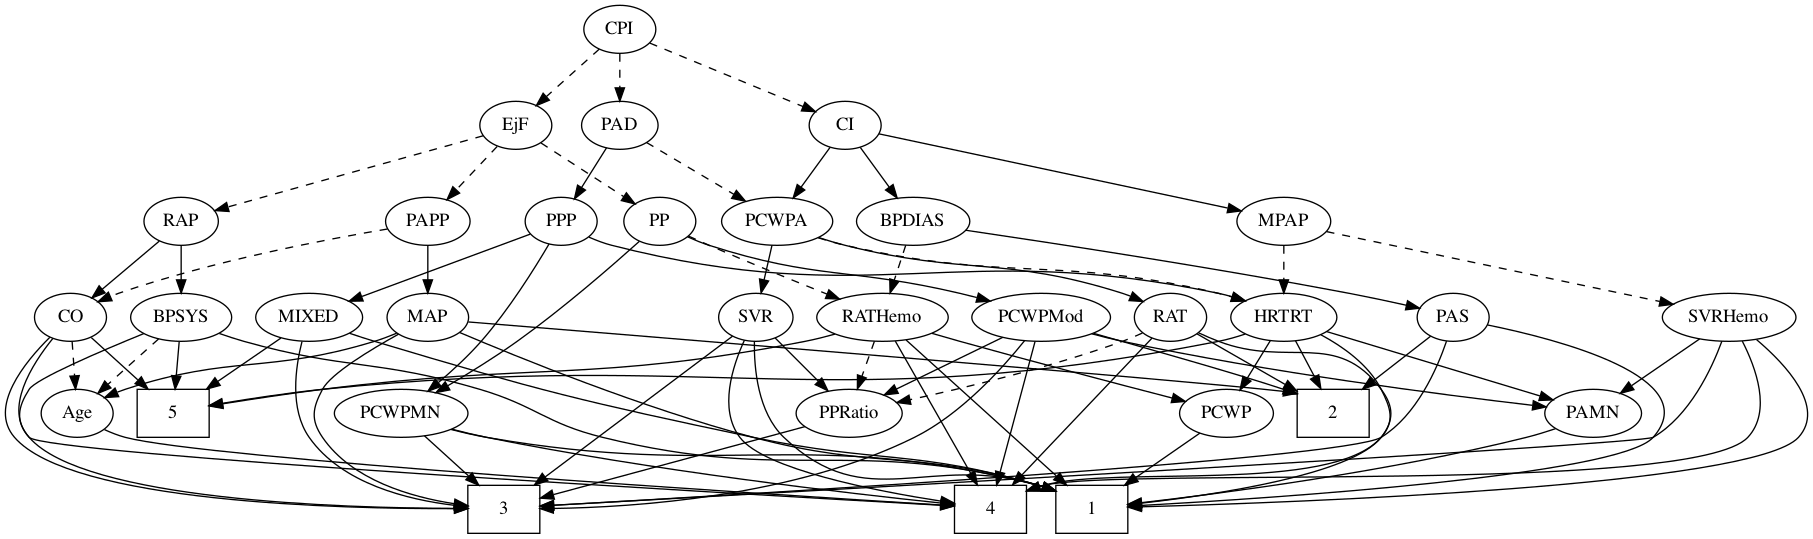 CPI
EjF
PAD
CI
RAP
PAPP
PPP
PP
PCWPA
BPDIAS
MPAP
CO
BPSYS
MIXED
MAP
SVR
RATHemo
PCWPMod
RAT
HRTRT
PAS
SVRHemo
Age
5
PCWPMN
PPRatio
PCWP
2
PAMN
3
4
1